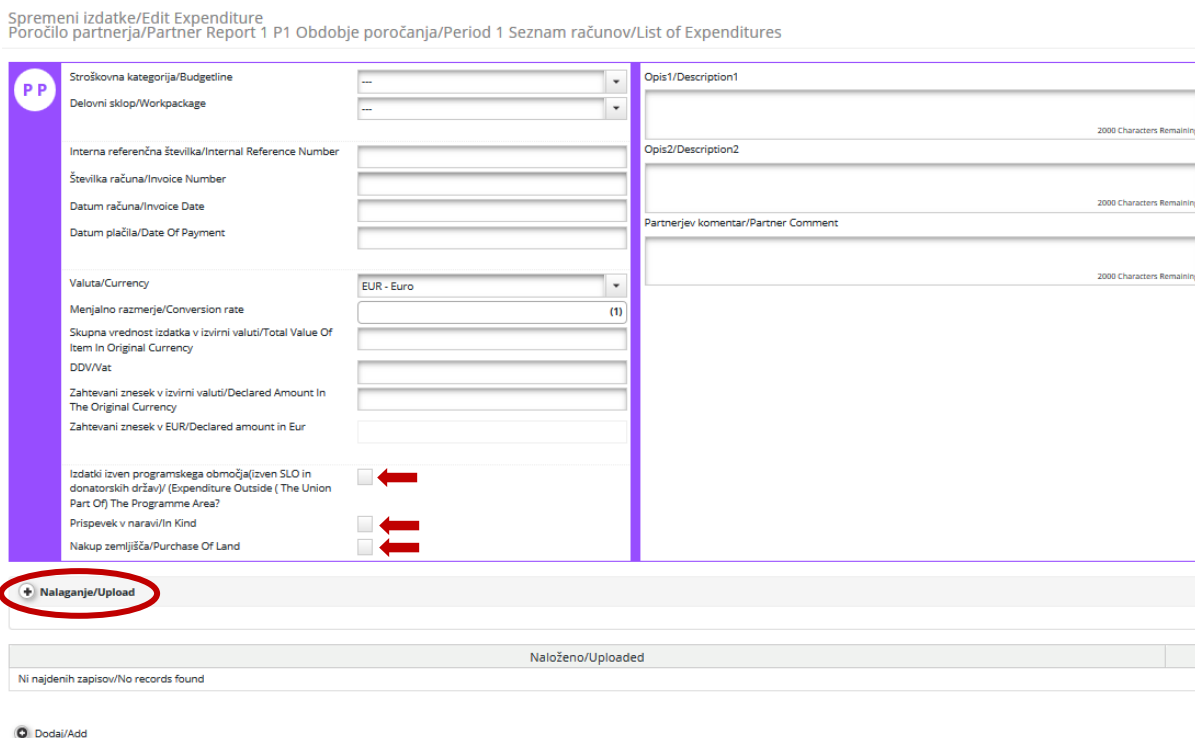 Spremeni izdatke/Edit Expenditure
Poročilo partnerja/Partner Report 1 P1 Obdobje poročanja/Period 1 Seznam računov/List of Expenditures
P P
Stroškovna kategorija/Budgetline
---
Delovni sklop/Workpackage
---
Interna referenčna številka/Internal Reference Number
Številka računa/Invoice Number
Datum računa/Invoice Date
Datum plačila/Date Of Payment
Valuta/Currency
EUR - Euro
Menjalno razmerje/Conversion rate
(1)
Skupna vrednost izdatka v izvirni valuti/Total Value Of
Item In Original Currency
DDV/Vat
Zahtevani znesek v izvirni valuti/Declared Amount In
The Original Currency
Zahtevani znesek v EUR/Declared amount in Eur
Izdatki izven programskega območja(izven SLO in
donatorskih držav)/ (Expenditure Outside ( The Union
Part Of) The Programme Area?
Prispevek v naravi/In Kind
Nakup zemljišča/Purchase Of Land
Opis1/Description1
2000 Characters Remaining
Opis2/Description2
2000 Characters Remaining
Partnerjev komentar/Partner Comment
2000 Characters Remaining
Nalaganje/Upload
Naloženo/Uploaded
Ni najdenih zapisov/No records found
Dodaj/Add